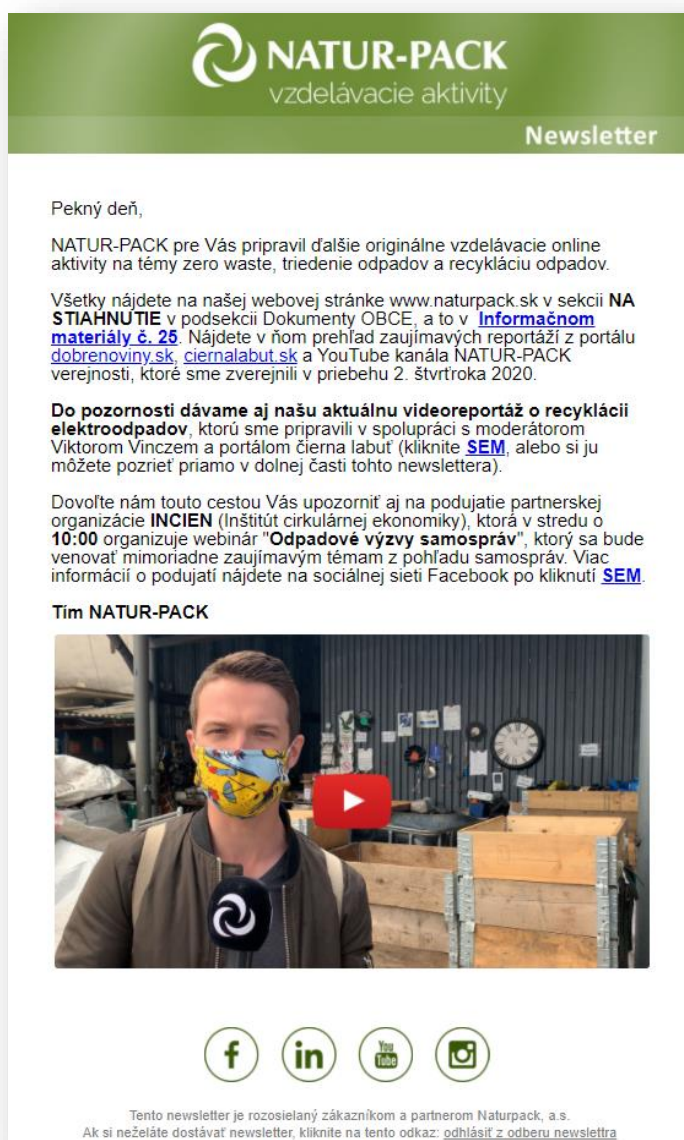 NATUR-PACK
vzdelávacie aktivity
Newsletter
Pekný deň,
NATUR-PACK pre Vás pripravil ďalšie originálne vzdelávacie online
aktivity na témy zero waste, triedenie odpadov a recykláciu odpadov.
Všetky nájdete na našej webovej stránke www.naturpack.sk v sekcii NA
STIAHNUTIE v podsekcii Dokumenty OBCE, a to v Informačnom
materiály č. 25. Nájdete v ňom prehľad zaujímavých reportáží z portálu
dobrenoviny.sk, ciernalabut.sk a YouTube kanála NATUR-PACK
verejnosti, ktoré sme zverejnili v priebehu 2. štvrťroka 2020.
Do pozornosti dávame aj našu aktuálnu videoreportáž o recyklácii
elektroodpadov, ktorú sme pripravili v spolupráci s moderátorom
Viktorom Vinczem a portálom čierna labuť (kliknite SEM, alebo si ju
môžete pozrieť priamo v dolnej časti tohto newslettera).
Dovoľte nám touto cestou Vás upozorniť aj na podujatie partnerskej
organizácie INCIEN (Inštitút cirkulárnej ekonomiky), ktorá v stredu o
10:00 organizuje webinár "Odpadové výzvy samospráv", ktorý sa bude
venovať mimoriadne zaujímavým témam z pohľadu samospráv. Viac
informácií o podujatí nájdete na sociálnej sieti Facebook po kliknutí SEM.
Tím NATUR-PACK
You
Tube
Tento newsletter je rozosielaný zákazníkom a partnerom Naturpack, a.s.
Ak si neželáte dostávať newsletter, kliknite na tento odkaz: odhlásiť z odberu newslettra